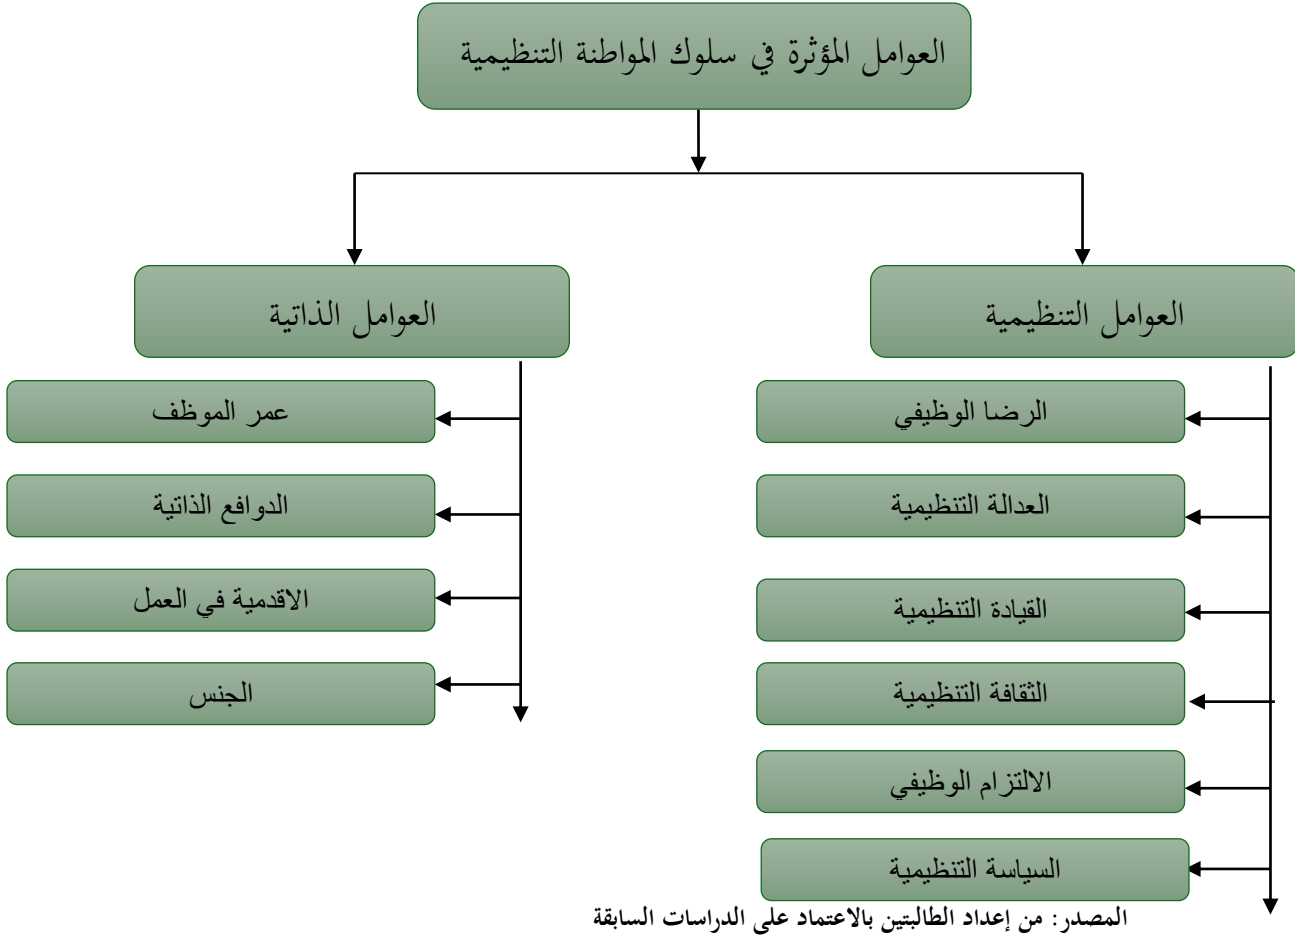 العوامل المؤثرة في سلوك المواطنة التنظيمية
العوامل التنظيمية
الرضا الوظيفي
العدالة التنظيمية
القيادة التنظيمية
الثقافة التنظيمية
الالتزام الوظيفي
السياسة التنظيمية
العوامل الذاتية
عمر الموظف
الدوافع الذاتية
الاقدمية في العمل
الجنس
المصدر: من إعداد الطالبتين بالاعتماد على الدراسات السابقة